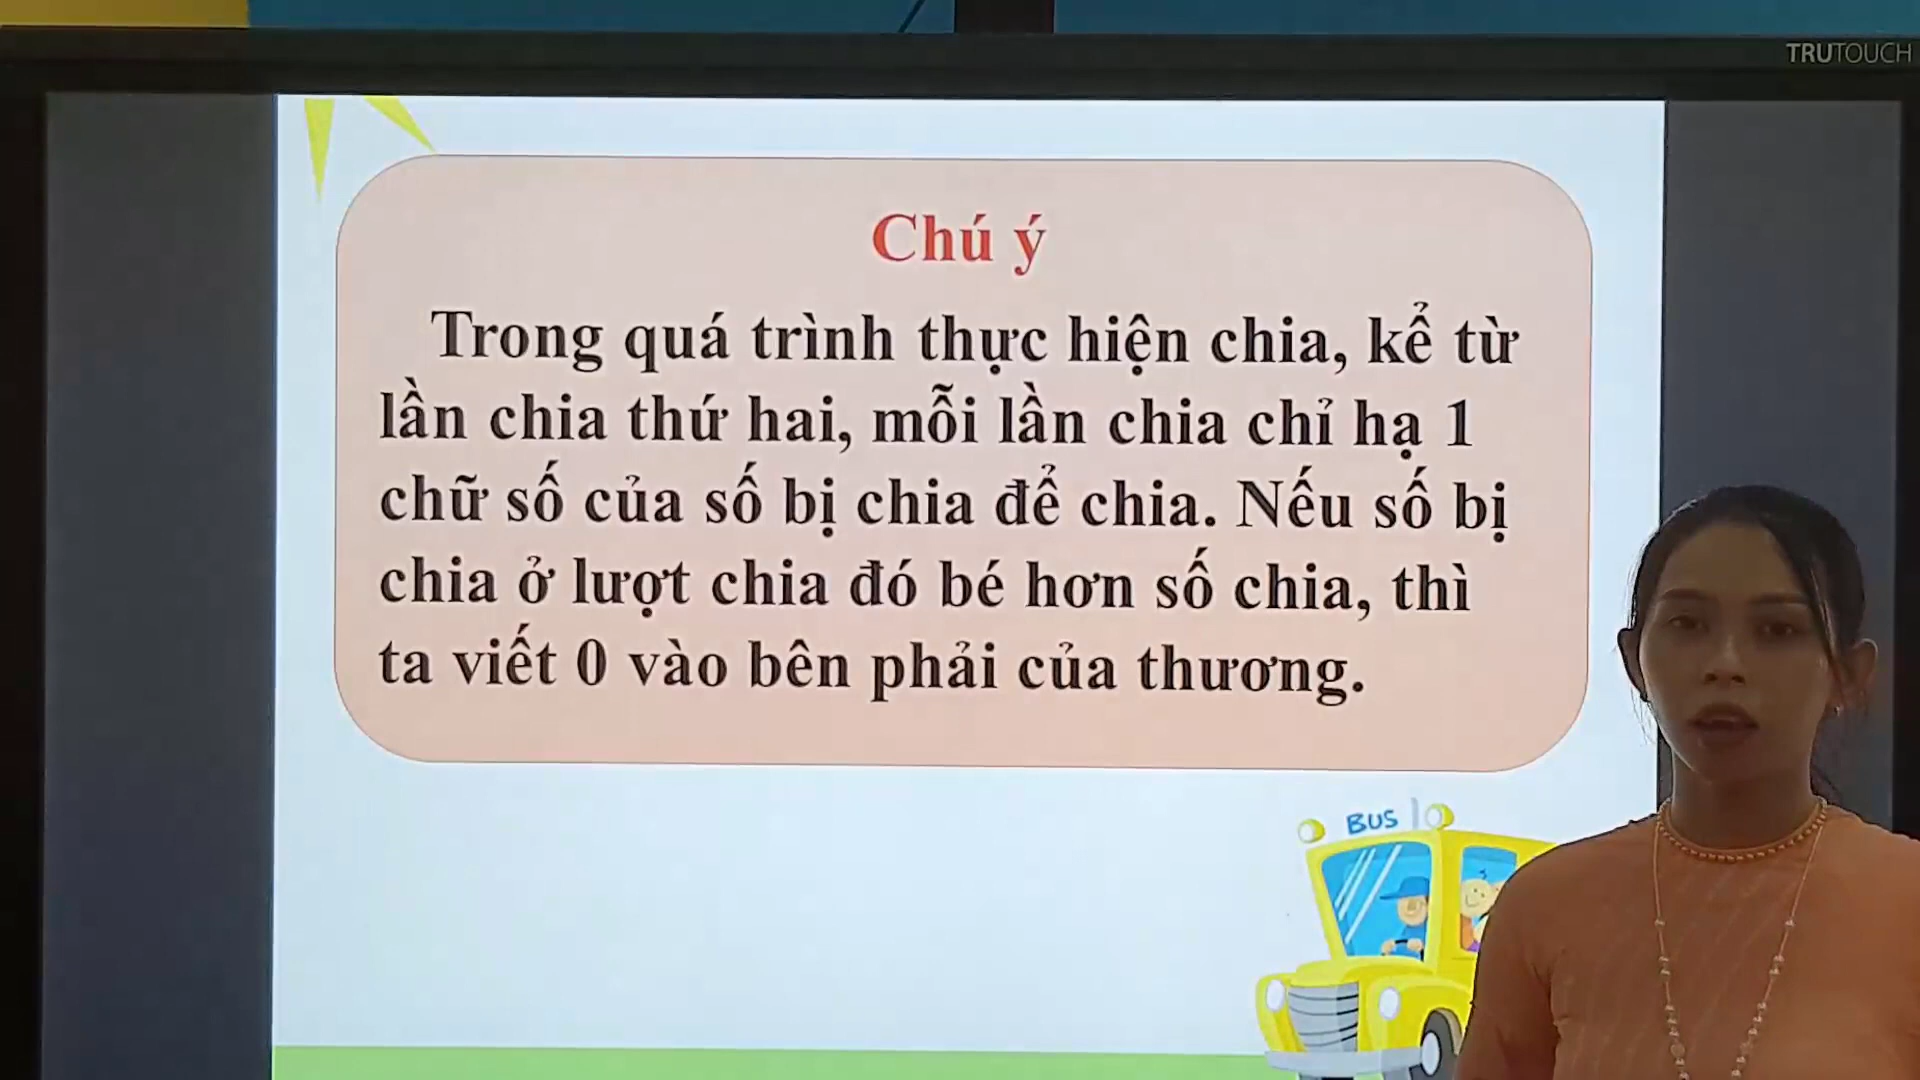 TRUTOUCH
Chú ý
Trong quá trình thực hiện chia, kể từ
lần chia thứ hai, mỗi lần chia chỉ hạ 1
chữ số của số bị chia để chia. Nếu số bị
chia ở lượt chia đó bé hơn số chia, thì
ta viết 0 vào bên phải của thương.
BUS